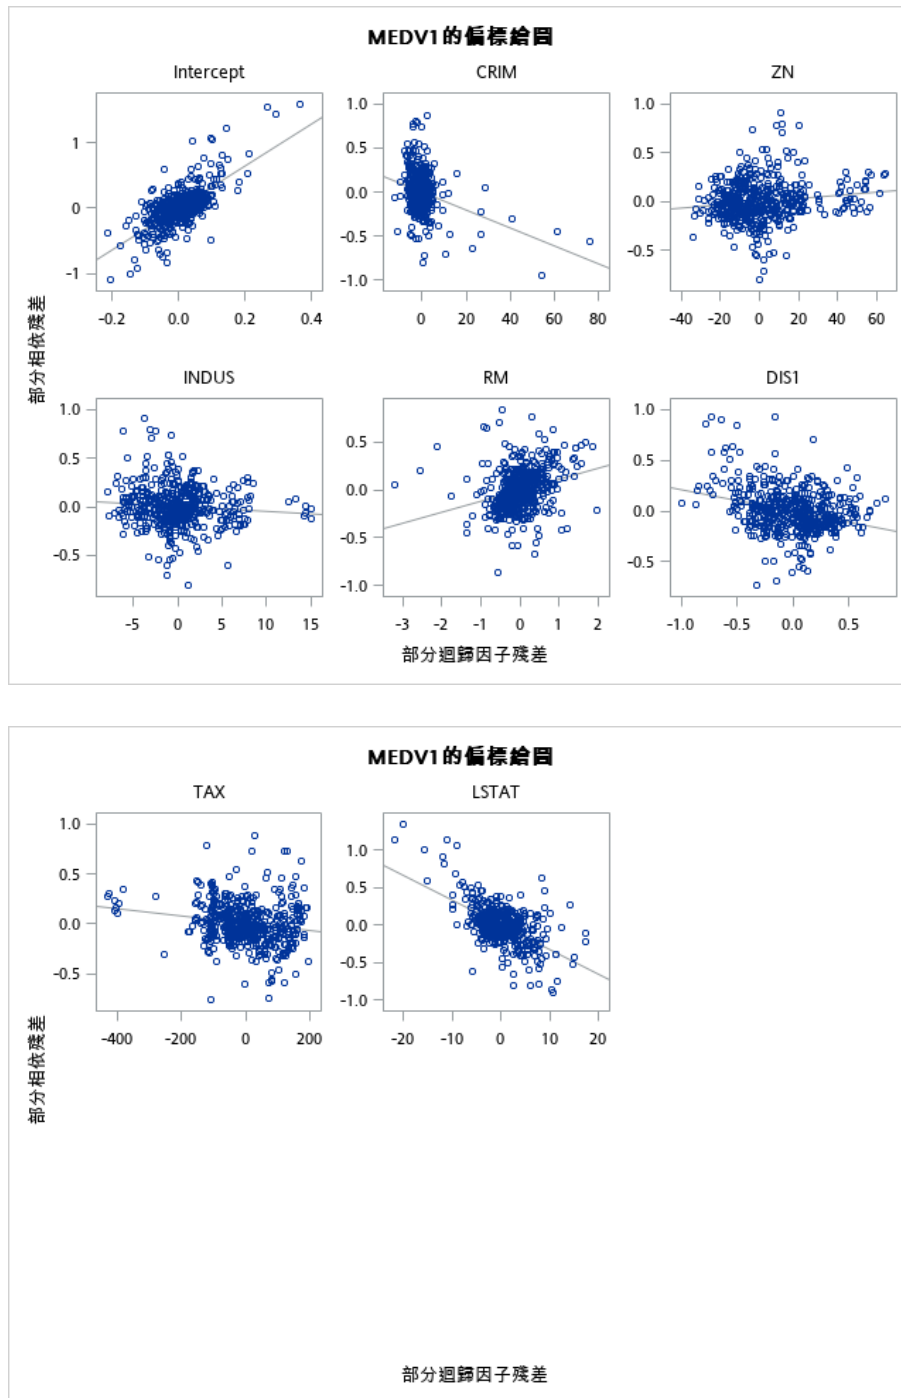 MEDV1的偏標繪圖
Intercept CRIM ZN
1 0 -1
1.0 0.5 0.0 -0.5 -1.0
1.0 0.5 0.0 -0.5
-0.2 0.0 0.2 0.4
0 20 40 60 80
-40 -20 0 20 40 60
部分相依殘差
INDUS RM DIS1
1.0 0.5 0.0 -0.5
0.5 0.0 -0.5 -1.0
1.0 0.5 0.0 -0.5
-5 0 5 10 15
-3 -2 -1 0 1 2
-1.0 -0.5 0.0 0.5
部分迴歸因子殘差
MEDV1的偏標繪圖
TAX LSTAT
1.0 0.5 0.0 -0.5
1.0 0.5 0.0 -0.5 -1.0
-400 -200 0 200
-20 -10 0 10 20
部分相依殘差
部分迴歸因子殘差